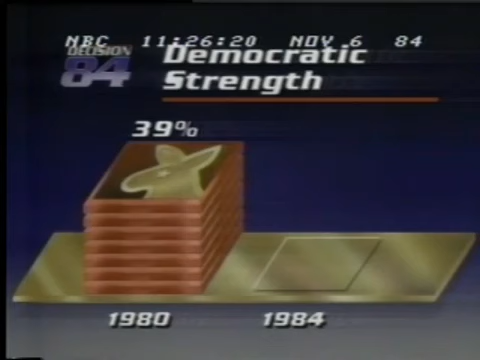 NBC 11:26:20 NOV 6 84
DECISION
84
Democratic
Strength
39%
1980 1984